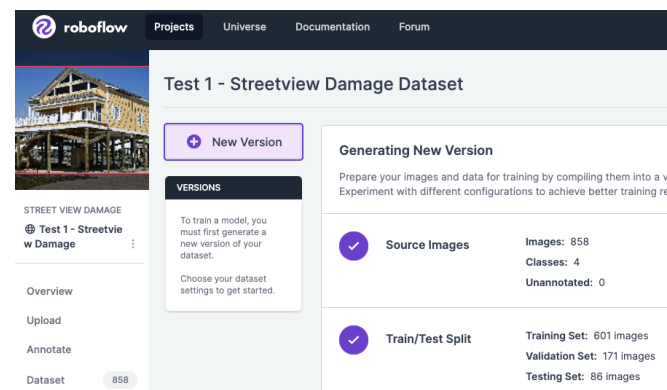 roboflow
Projects
Universe
Documentation
Forum
Test 1 - Streetview Damage Dataset
New Version
VERSIONS
To train a model, you
must first generate a
new version of your
dataset.
Choose your dataset
settings to get started.
STREET VIEW DAMAGE
Test 1 - Streetvie
w Damage
Overview
Upload
Annotate
Dataset 858
Generating New Version
Prepare your images and data for training by compiling them into a v
Experiment with different configurations to achieve better training re
Source Images
Images: 858
Classes: 4
Unannotated: 0
Train/Test Split
Training Set: 601 images
Validation Set: 171 images
Testing Set: 86 images